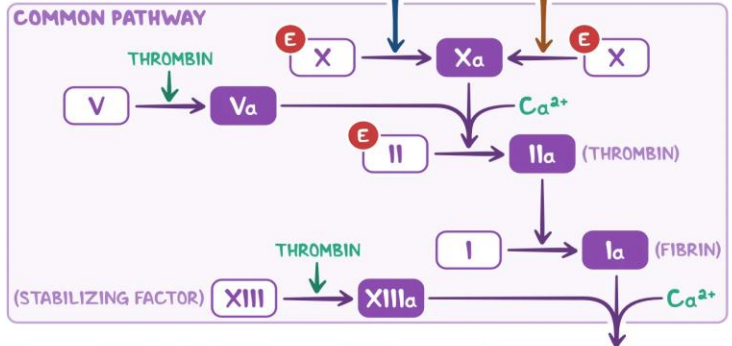 COMMON PATHWAY
E X Xa E X
THROMBIN
V Va Ca²⁺
E II IIa (THROMBIN)
I Ia (FIBRIN)
THROMBIN
(STABILIZING FACTOR) XIII XIIIa Ca²⁺